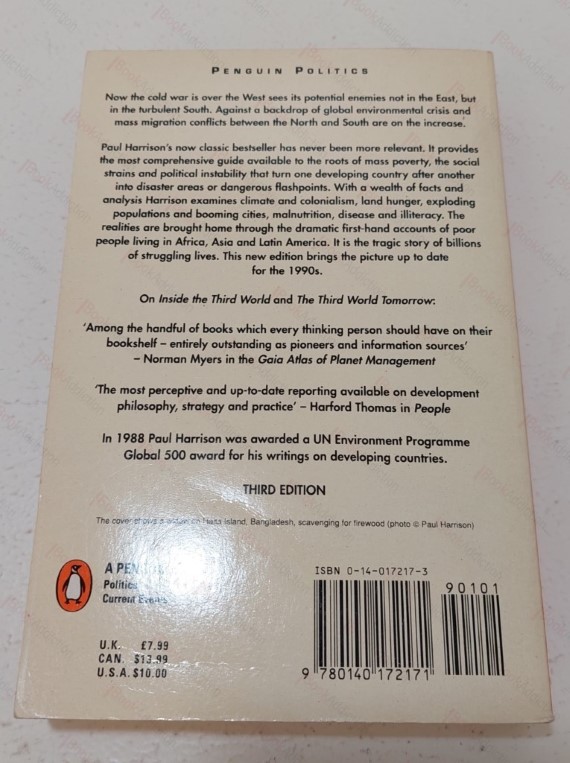 PENGUIN POLITICS
Now the cold war is over the West sees its potential enemies not in the East, but
in the turbulent South. Against a backdrop of global environmental crisis and
mass migration conflicts between the North and South are on the increase.
Paul Harrison's now classic bestseller has never been more relevant. It provides
the most comprehensive guide available to the roots of mass poverty, the social
strains and political instability that turn one developing country after another
into disaster areas or dangerous flashpoints. With a wealth of facts and
analysis Harrison examines climate and colonialism, land hunger, exploding
populations and booming cities, malnutrition, disease and illiteracy. The
realities are brought home through the dramatic first-hand accounts of poor
people living in Africa, Asia and Latin America. It is the tragic story of billions
of struggling lives. This new edition brings the picture up to date
for the 1990s.
On Inside the Third World and The Third World Tomorrow:
'Among the handful of books which every thinking person should have on their
bookshelf – entirely outstanding as pioneers and information sources'
– Norman Myers in the Gaia Atlas of Planet Management
'The most perceptive and up-to-date reporting available on development
philosophy, strategy and practice' – Harford Thomas in People
In 1988 Paul Harrison was awarded a UN Environment Programme
Global 500 award for his writings on developing countries.
THIRD EDITION
The cover shows a on Island, Bangladesh, scavenging for firewood (photo © Paul Harrison)
A
Politics
Current Events
U.K. £7.99
CAN. $13.99
U.S.A. $10.00
ISBN 0-14-017217-3
90101
9 780140 172171